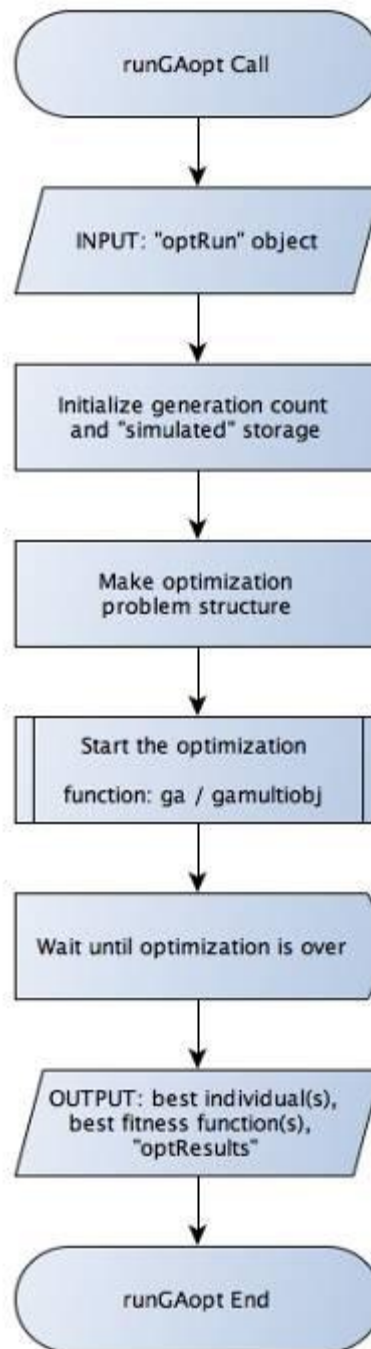 runGAopt Call
INPUT: "optRun" object
Initialize generation count
and "simulated" storage
Make optimization
problem structure
Start the optimization
function: ga / gamultiobj
Wait until optimization is over
OUTPUT: best individual(s),
best fitness function(s),
"optResults"
runGAopt End